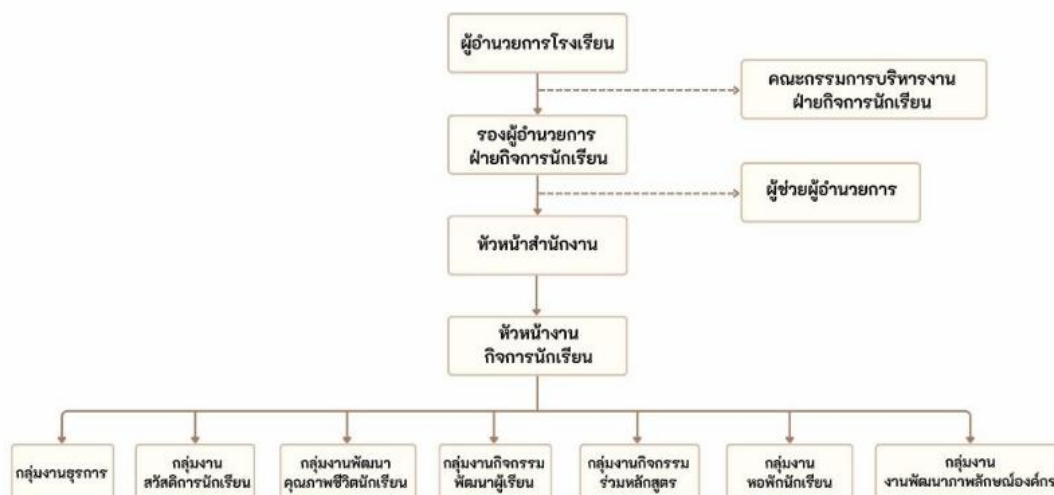 ผู้อำนวยการโรงเรียน
คณะกรรมการบริหารงาน
ฝ่ายกิจการนักเรียน
รองผู้อำนวยการ
ฝ่ายกิจการนักเรียน
ผู้ช่วยผู้อำนวยการ
หัวหน้าสำนักงาน
หัวหน้างาน
กิจการนักเรียน
กลุ่มงานธุรการ
กลุ่มงาน
สวัสดิการนักเรียน
กลุ่มงานพัฒนา
คุณภาพชีวิตนักเรียน
กลุ่มงานกิจกรรม
พัฒนาผู้เรียน
กลุ่มงานกิจกรรม
ร่วมหลักสูตร
กลุ่มงาน
หอพักนักเรียน
กลุ่มงาน
งานพัฒนาภาพลักษณ์องค์กร